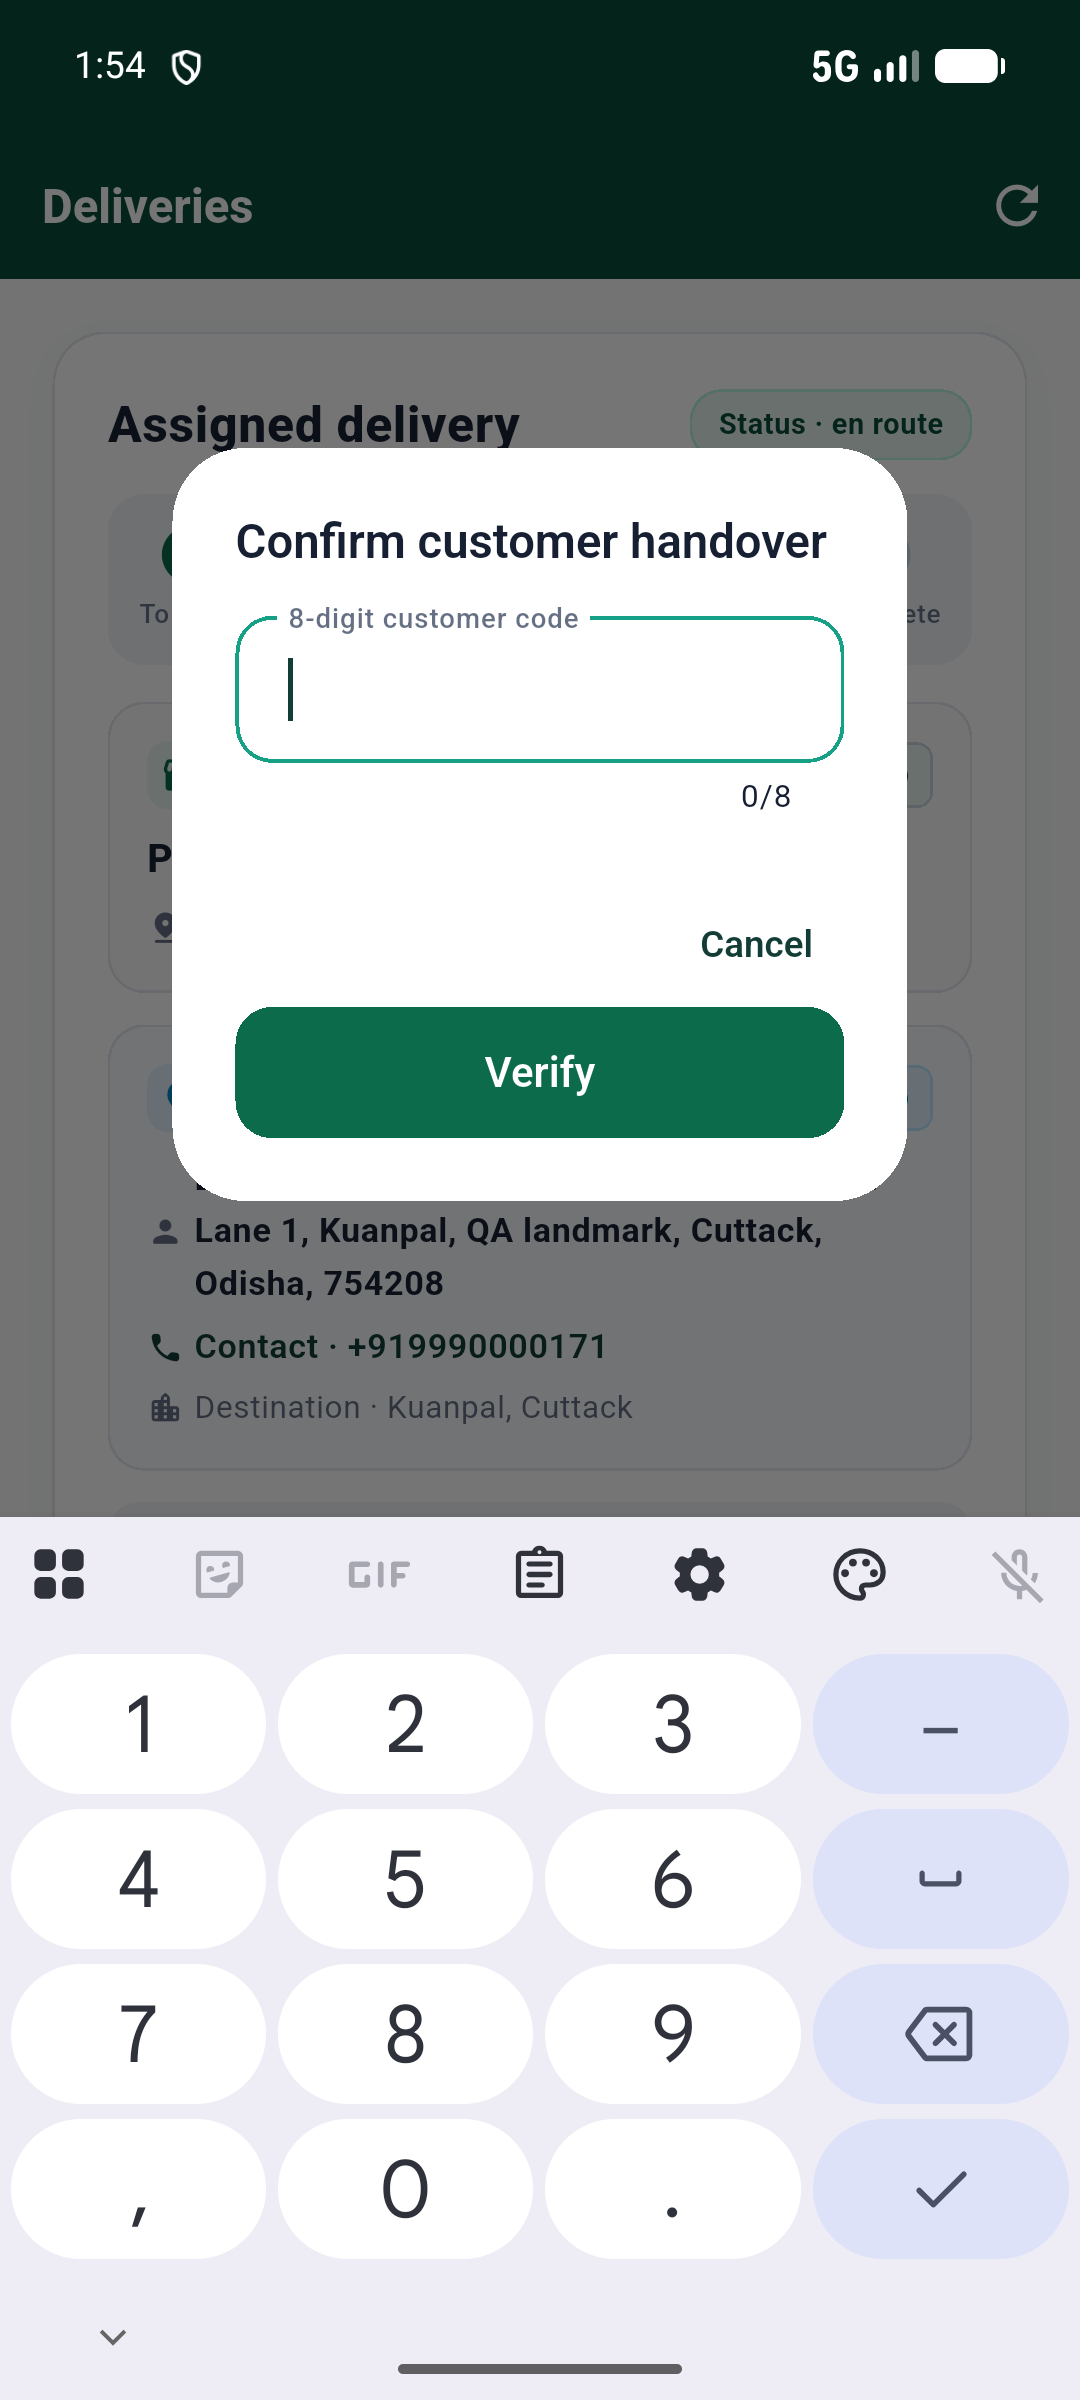 1:54
5G
Deliveries
Assigned delivery
Status · en route
Confirm customer handover
8-digit customer code
0/8
Cancel
Verify
Lane 1, Kuanpal, QA landmark, Cuttack,
Odisha, 754208
Contact · +919990000171
Destination · Kuanpal, Cuttack
GIF
1 2 3 –
4 5 6
7 8 9
, 0 .